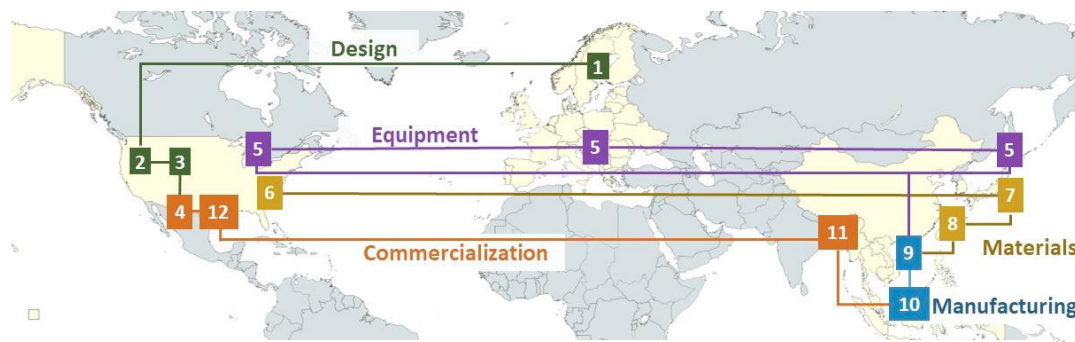 Design
1
Equipment
5
5
5
2
3
6
7
4
12
11
8
Commercialization
9
Materials
10
Manufacturing